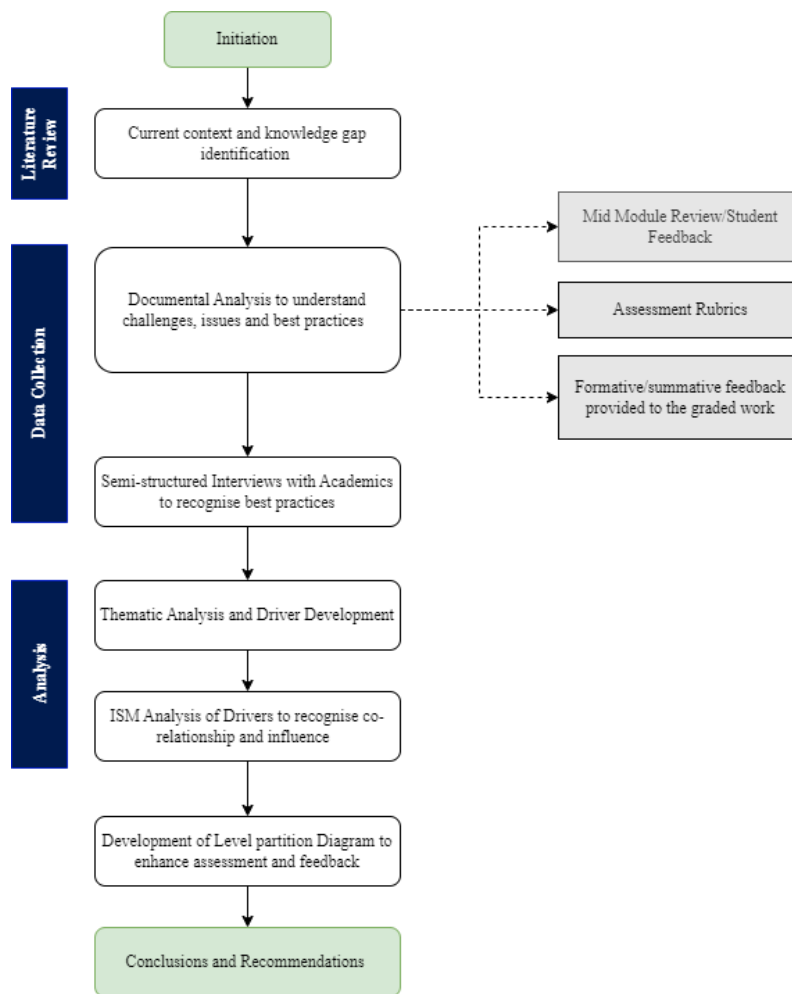 Initiation
Literature
Review
Current context and knowledge gap
identification
Data Collection
Documental Analysis to understand
challenges, issues and best practices
Mid Module Review/Student
Feedback
Assessment Rubrics
Formative/summative feedback
provided to the graded work
Semi-structured Interviews with Academics
to recognise best practices
Analysis
Thematic Analysis and Driver Development
ISM Analysis of Drivers to recognise co-
relationship and influence
Development of Level partition Diagram to
enhance assessment and feedback
Conclusions and Recommendations